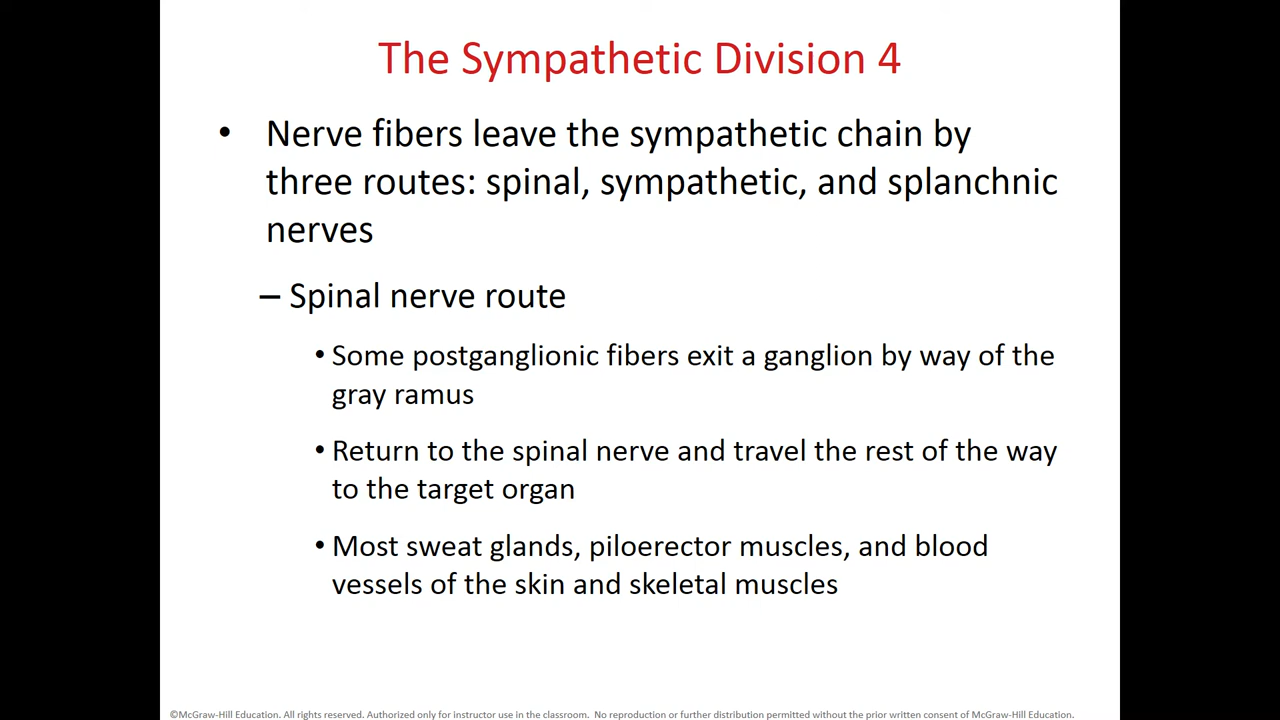 The Sympathetic Division 4
• Nerve fibers leave the sympathetic chain by
three routes: spinal, sympathetic, and splanchnic
nerves
– Spinal nerve route
• Some postganglionic fibers exit a ganglion by way of the
gray ramus
• Return to the spinal nerve and travel the rest of the way
to the target organ
• Most sweat glands, piloerector muscles, and blood
vessels of the skin and skeletal muscles
©McGraw-Hill Education. All rights reserved. Authorized only for instructor use in the classroom. No reproduction or further distribution permitted without the prior written consent of McGraw-Hill Education.